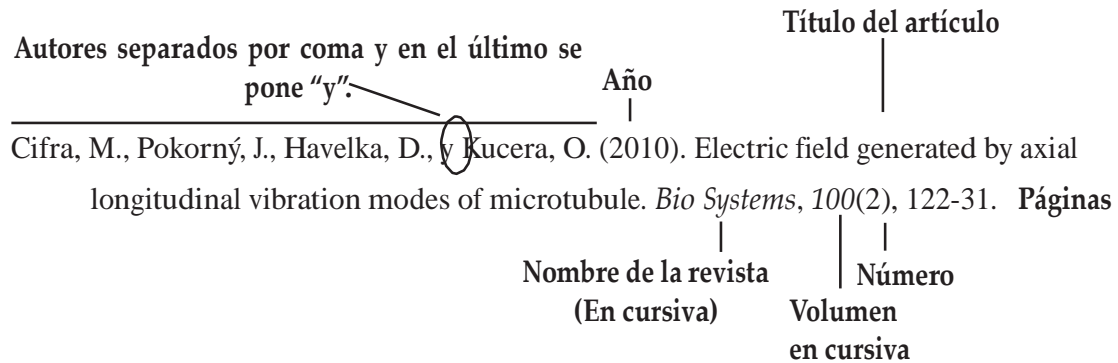 Título del artículo
Autores separados por coma y en el último se
pone “y”.
Año
Cifra, M., Pokorný, J., Havelka, D., y Kucera, O. (2010). Electric field generated by axial
longitudinal vibration modes of microtubule. Bio Systems, 100(2), 122-31. Páginas
Nombre de la revista
(En cursiva)
Número
Volumen
en cursiva